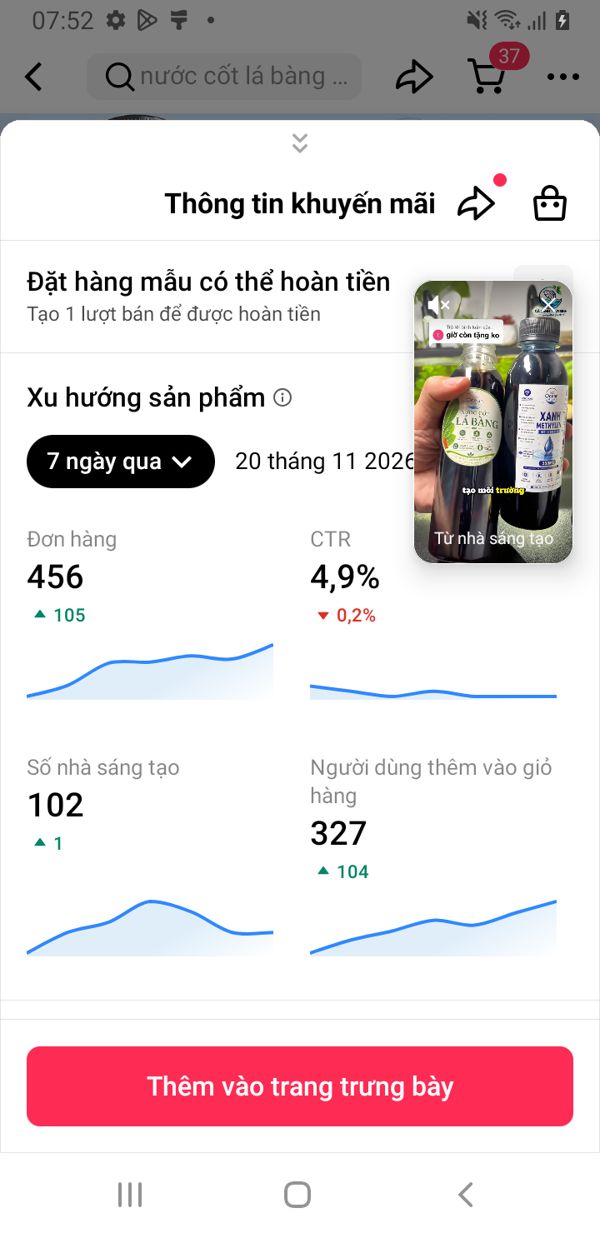 07:52
nước cốt lá bàng ...
37
Thông tin khuyến mãi
Đặt hàng mẫu có thể hoàn tiền
Tạo 1 lượt bán để được hoàn tiền
giờ còn tặng ko
Xu hướng sản phẩm
7 ngày qua
20 tháng 11 2026
LÁ BÀNG
XANH
METHYLEN
tạo môi trường
Từ nhà sáng tạo
Đơn hàng
456
105
CTR
4,9%
0,2%
Số nhà sáng tạo
102
1
Người dùng thêm vào giỏ
hàng
327
104
Thêm vào trang trưng bày